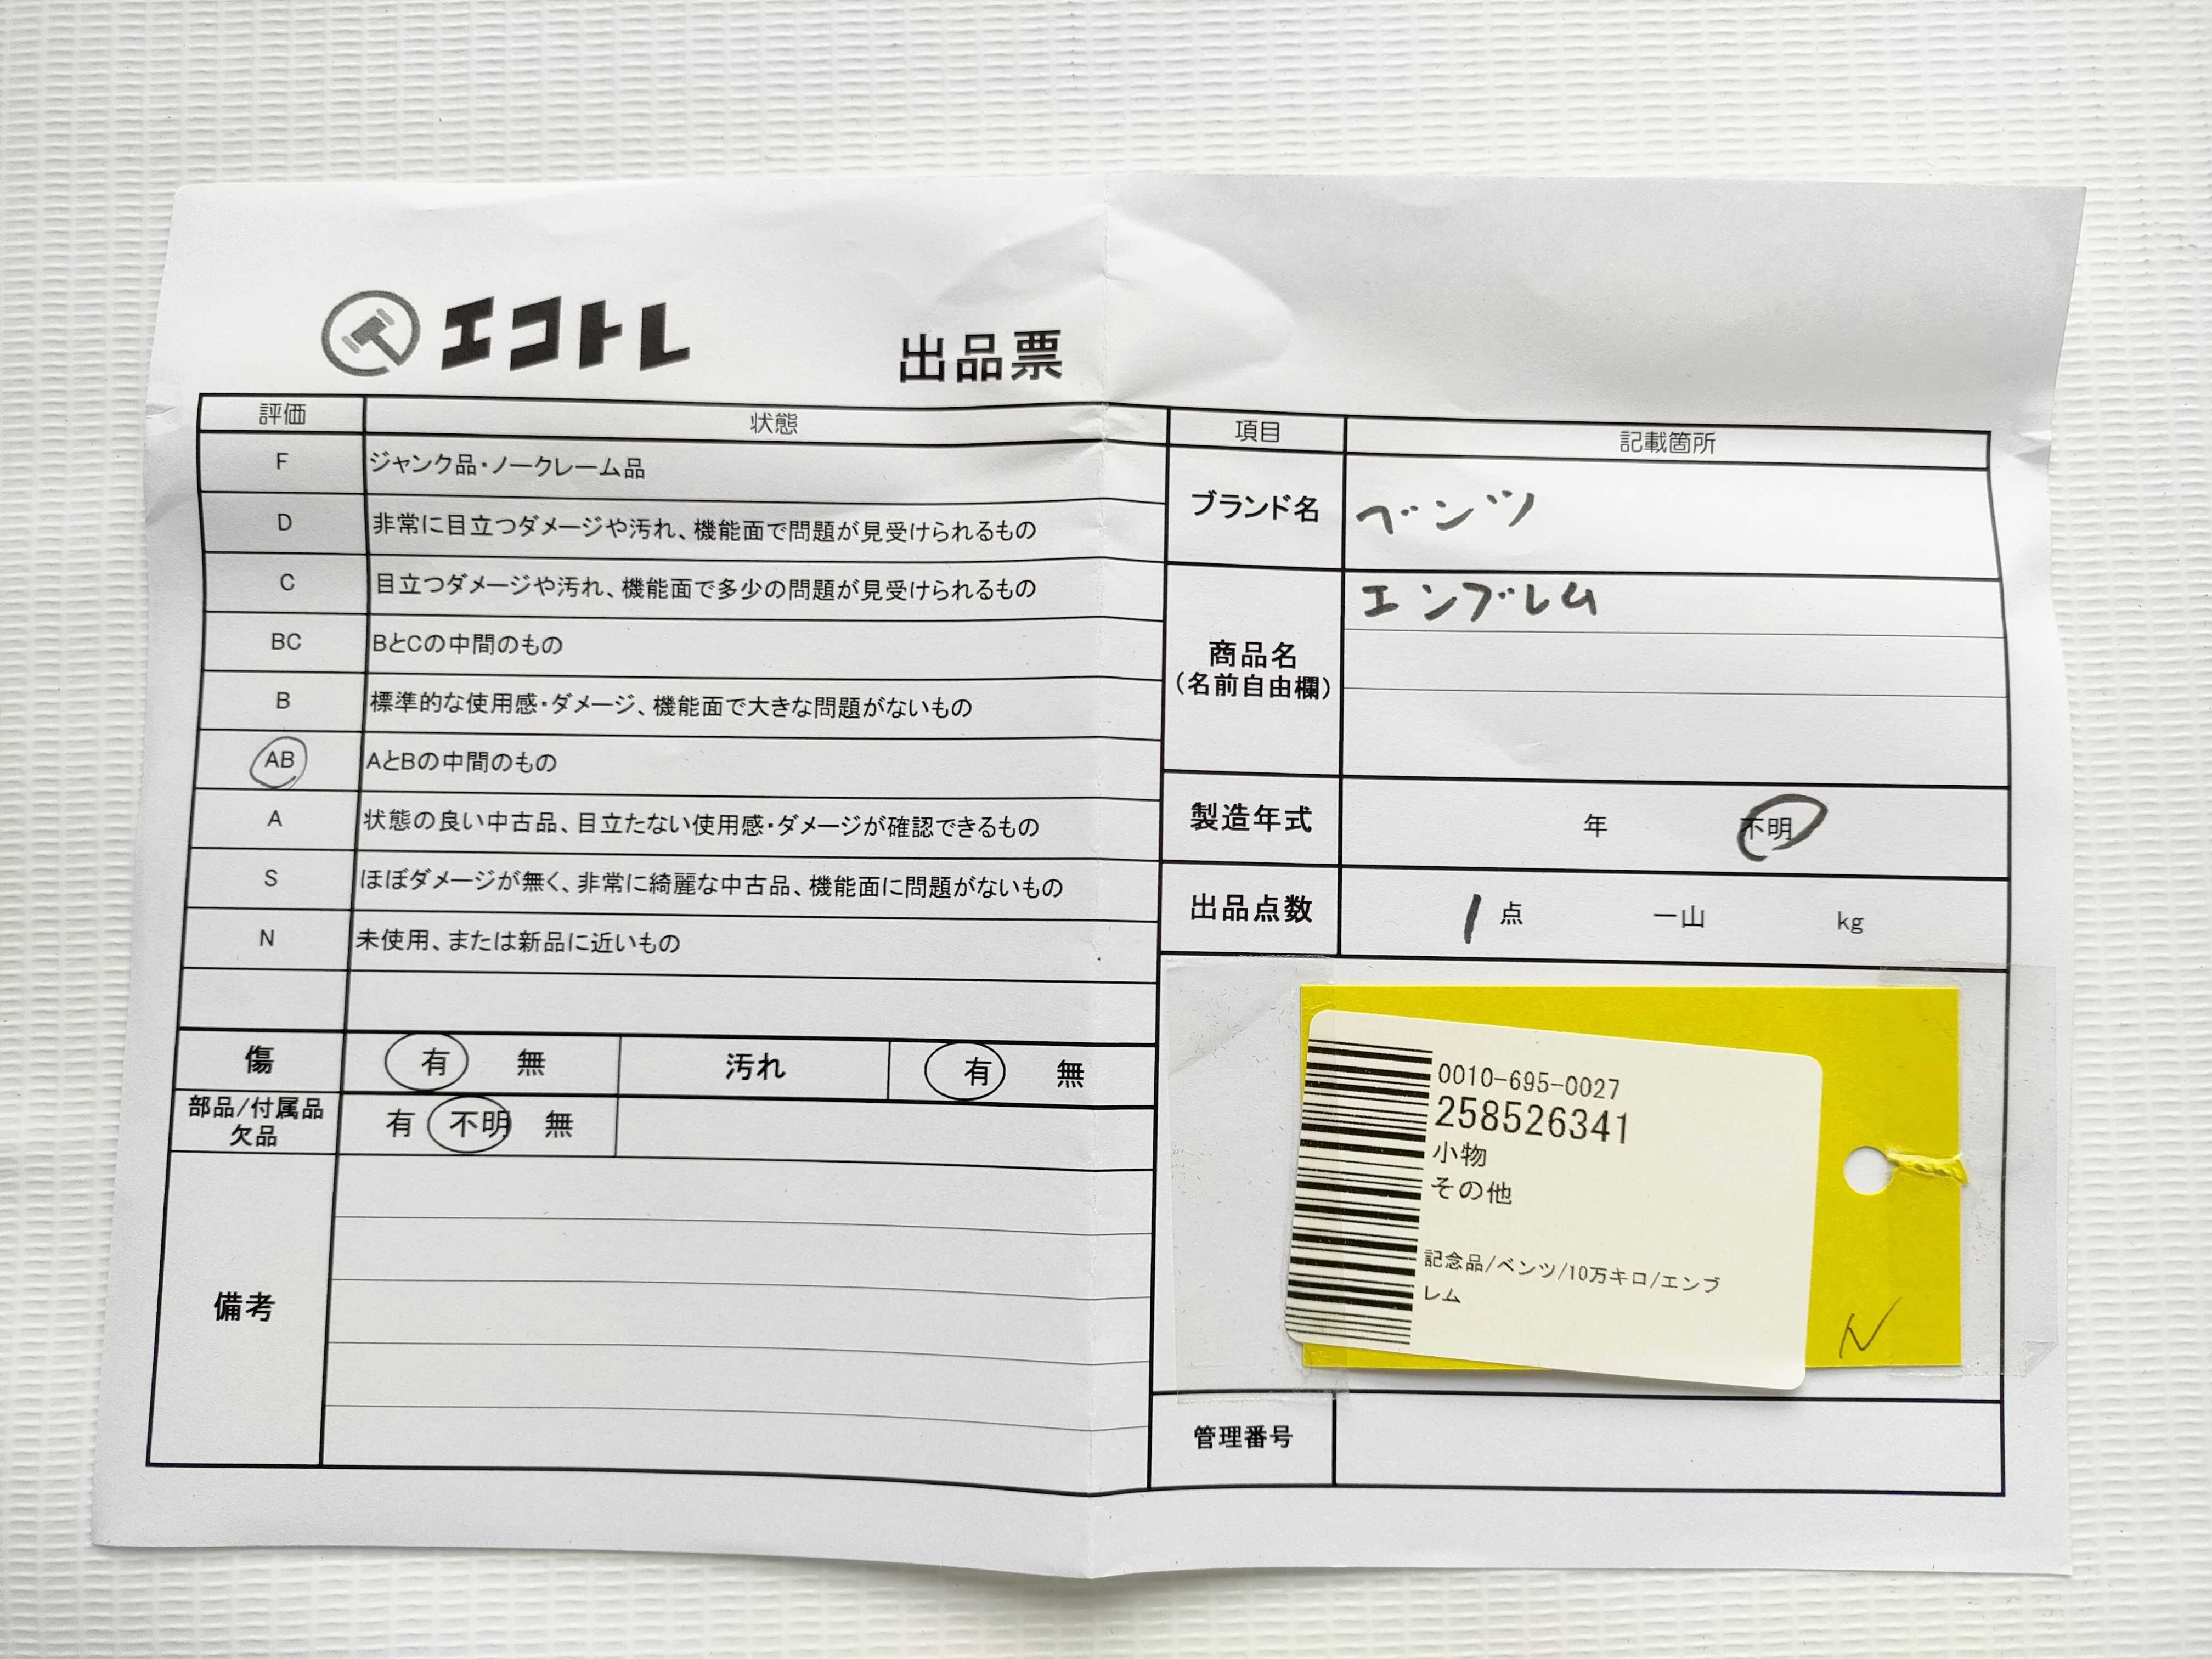 エコトレ 出品票
評価 状態
F ジャンク品・ノークレーム品
D 非常に目立つダメージや汚れ、機能面で問題が見受けられるもの
C 目立つダメージや汚れ、機能面で多少の問題が見受けられるもの
BC BとCの中間のもの
B 標準的な使用感・ダメージ、機能面で大きな問題がないもの
AB AとBの中間のもの
A 状態の良い中古品、目立たない使用感・ダメージが確認できるもの
S ほぼダメージが無く、非常に綺麗な中古品、機能面に問題がないもの
N 未使用、または新品に近いもの
傷 有 無 汚れ 有 無
部品/付属品
欠品 有 不明 無
備考
項目 記載箇所
ブランド名 ベンツ
商品名
(名前自由欄)
エンブレム
製造年式 年 不明
出品点数 1 点 一山 kg
0010-695-0027
258526341
小物
その他
記念品/ベンツ/10万キロ/エンブ
レム
N
管理番号